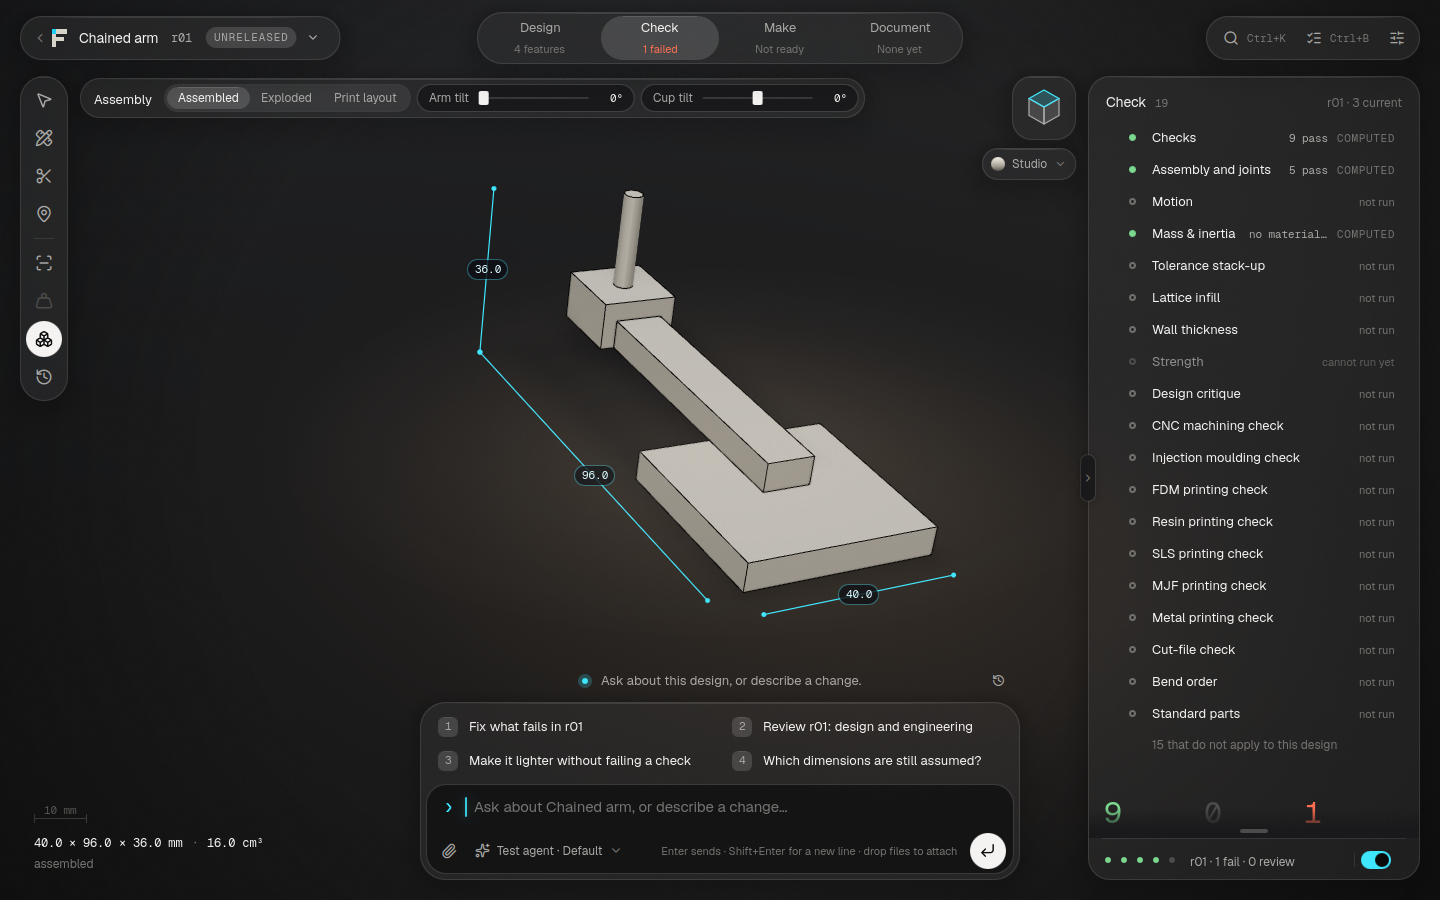 Chained arm r01 UNRELEASED
Design
4 features
Check
1 failed
Make
Not ready
Document
None yet
Ctrl+K
Ctrl+B
Assembly
Assembled
Exploded
Print layout
Arm tilt
0°
Cup tilt
0°
Studio
36.0
96.0
40.0
Check 19
r01 · 3 current
Checks 9 pass COMPUTED
Assembly and joints 5 pass COMPUTED
Motion not run
Mass & inertia no material… COMPUTED
Tolerance stack-up not run
Lattice infill not run
Wall thickness not run
Strength cannot run yet
Design critique not run
CNC machining check not run
Injection moulding check not run
FDM printing check not run
Resin printing check not run
SLS printing check not run
MJF printing check not run
Metal printing check not run
Cut-file check not run
Bend order not run
Standard parts not run
15 that do not apply to this design
9 0 1
r01 · 1 fail · 0 review
Ask about this design, or describe a change.
1 Fix what fails in r01
2 Review r01: design and engineering
3 Make it lighter without failing a check
4 Which dimensions are still assumed?
Ask about Chained arm, or describe a change…
Test agent · Default
Enter sends · Shift+Enter for a new line · drop files to attach
10 mm
40.0 × 96.0 × 36.0 mm · 16.0 cm³
assembled